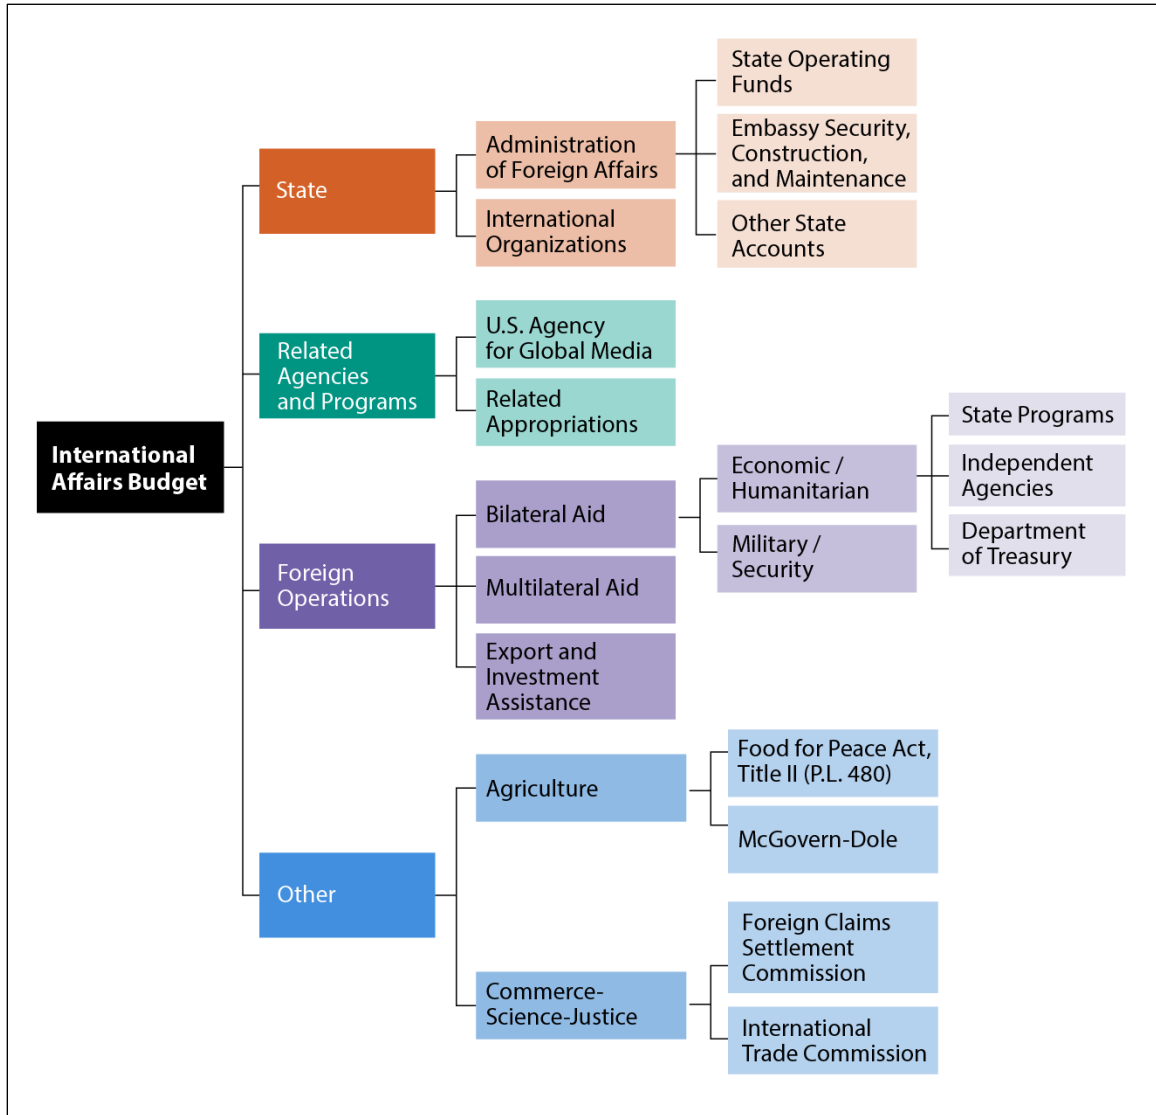 International
Affairs Budget
State
Administration
of Foreign Affairs
State Operating
Funds
Embassy Security,
Construction,
and Maintenance
Other State
Accounts
International
Organizations
Related
Agencies
and Programs
U.S. Agency
for Global Media
Related
Appropriations
Foreign
Operations
Bilateral Aid
Economic /
Humanitarian
State Programs
Independent
Agencies
Department
of Treasury
Military /
Security
Multilateral Aid
Export and
Investment
Assistance
Other
Agriculture
Food for Peace Act,
Title II (P.L. 480)
McGovern-Dole
Commerce-
Science-Justice
Foreign Claims
Settlement
Commission
International
Trade Commission